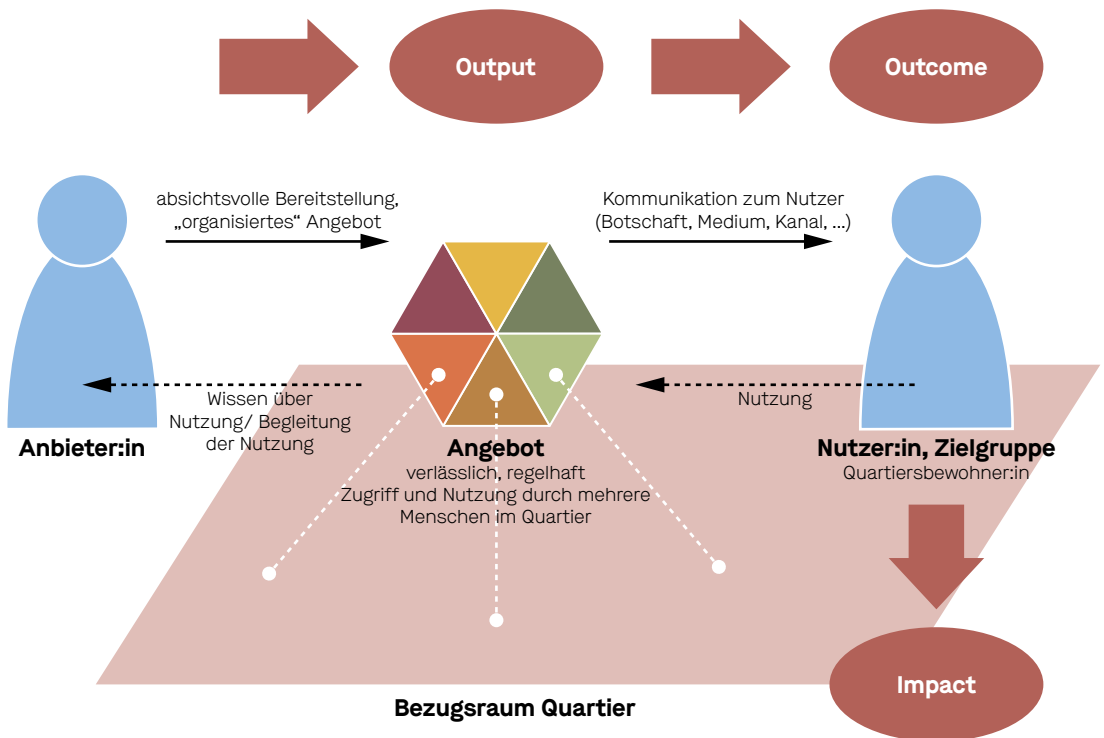 Output
Outcome
absichtsvolle Bereitstellung,
„organisiertes“ Angebot
Kommunikation zum Nutzer
(Botschaft, Medium, Kanal, ...)
Wissen über
Nutzung/ Begleitung
der Nutzung
Nutzung
Anbieter:in
Angebot
verlässlich, regelhaft
Zugriff und Nutzung durch mehrere
Menschen im Quartier
Nutzer:in, Zielgruppe
Quartiersbewohner:in
Impact
Bezugsraum Quartier